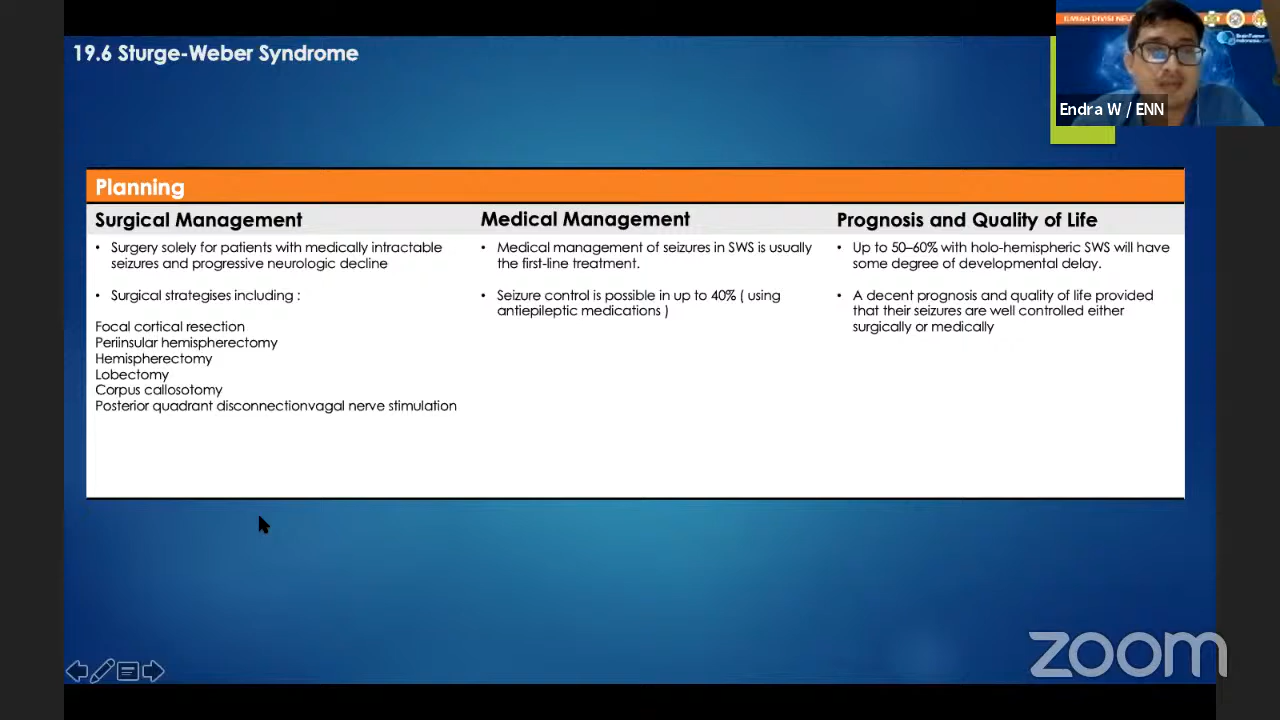 19.6 Sturge-Weber Syndrome
ILMIAH DIVISI NEU
Endra W / ENN
Planning
Surgical Management
• Surgery solely for patients with medically intractable
seizures and progressive neurologic decline
• Surgical strategises including :
Focal cortical resection
Periinsular hemispherectomy
Hemispherectomy
Lobectomy
Corpus callosotomy
Posterior quadrant disconnectionvagal nerve stimulation
Medical Management
• Medical management of seizures in SWS is usually
the first-line treatment.
• Seizure control is possible in up to 40% ( using
antiepileptic medications )
Prognosis and Quality of Life
• Up to 50–60% with holo-hemispheric SWS will have
some degree of developmental delay.
• A decent prognosis and quality of life provided
that their seizures are well controlled either
surgically or medically
zoom